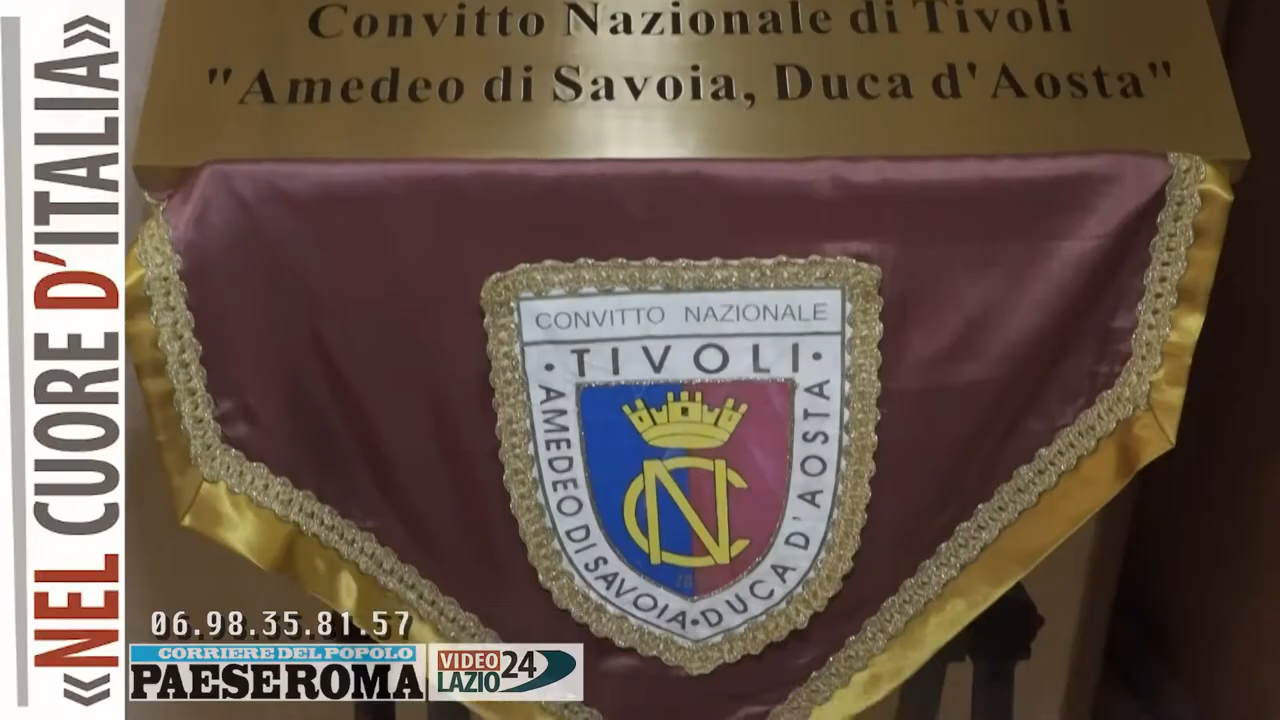 Convitto Nazionale di Tivoli
"Amedeo di Savoia, Duca d'Aosta"
CONVITTO NAZIONALE
• TIVOLI •
AMEDEO DI SAVOIA • DUCA D'AOSTA
CN
«NEL CUORE D'ITALIA»
06.98.35.81.57
CORRIERE DEL POPOLO
PAESEROMA
VIDEO
LAZIO
24